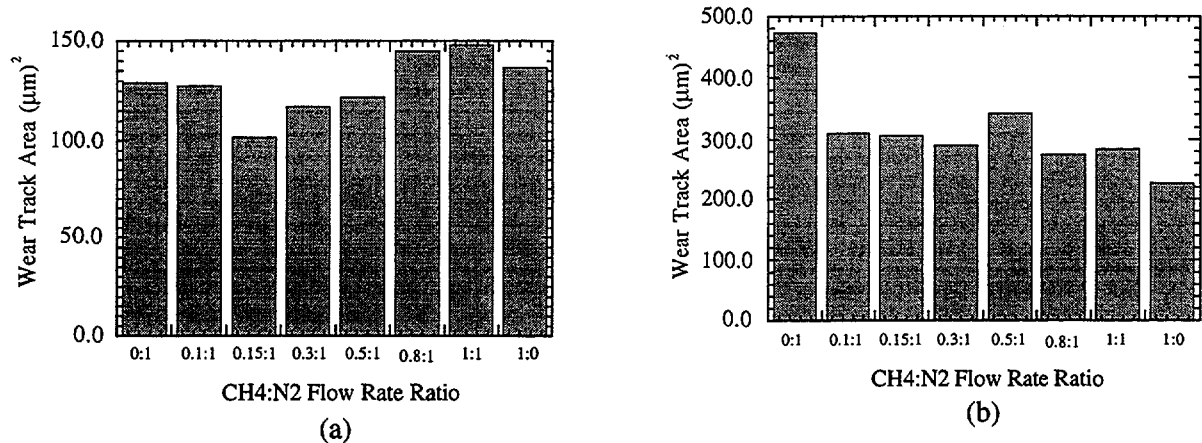 150.0
100.0
50.0
0.0
Wear Track Area (µm)²
0:1 0.1:1 0.15:1 0.3:1 0.5:1 0.8:1 1:1 1:0
CH4:N2 Flow Rate Ratio
(a)
500.0
400.0
300.0
200.0
100.0
0.0
Wear Track Area (µm)²
0:1 0.1:1 0.15:1 0.3:1 0.5:1 0.8:1 1:1 1:0
CH4:N2 Flow Rate Ratio
(b)